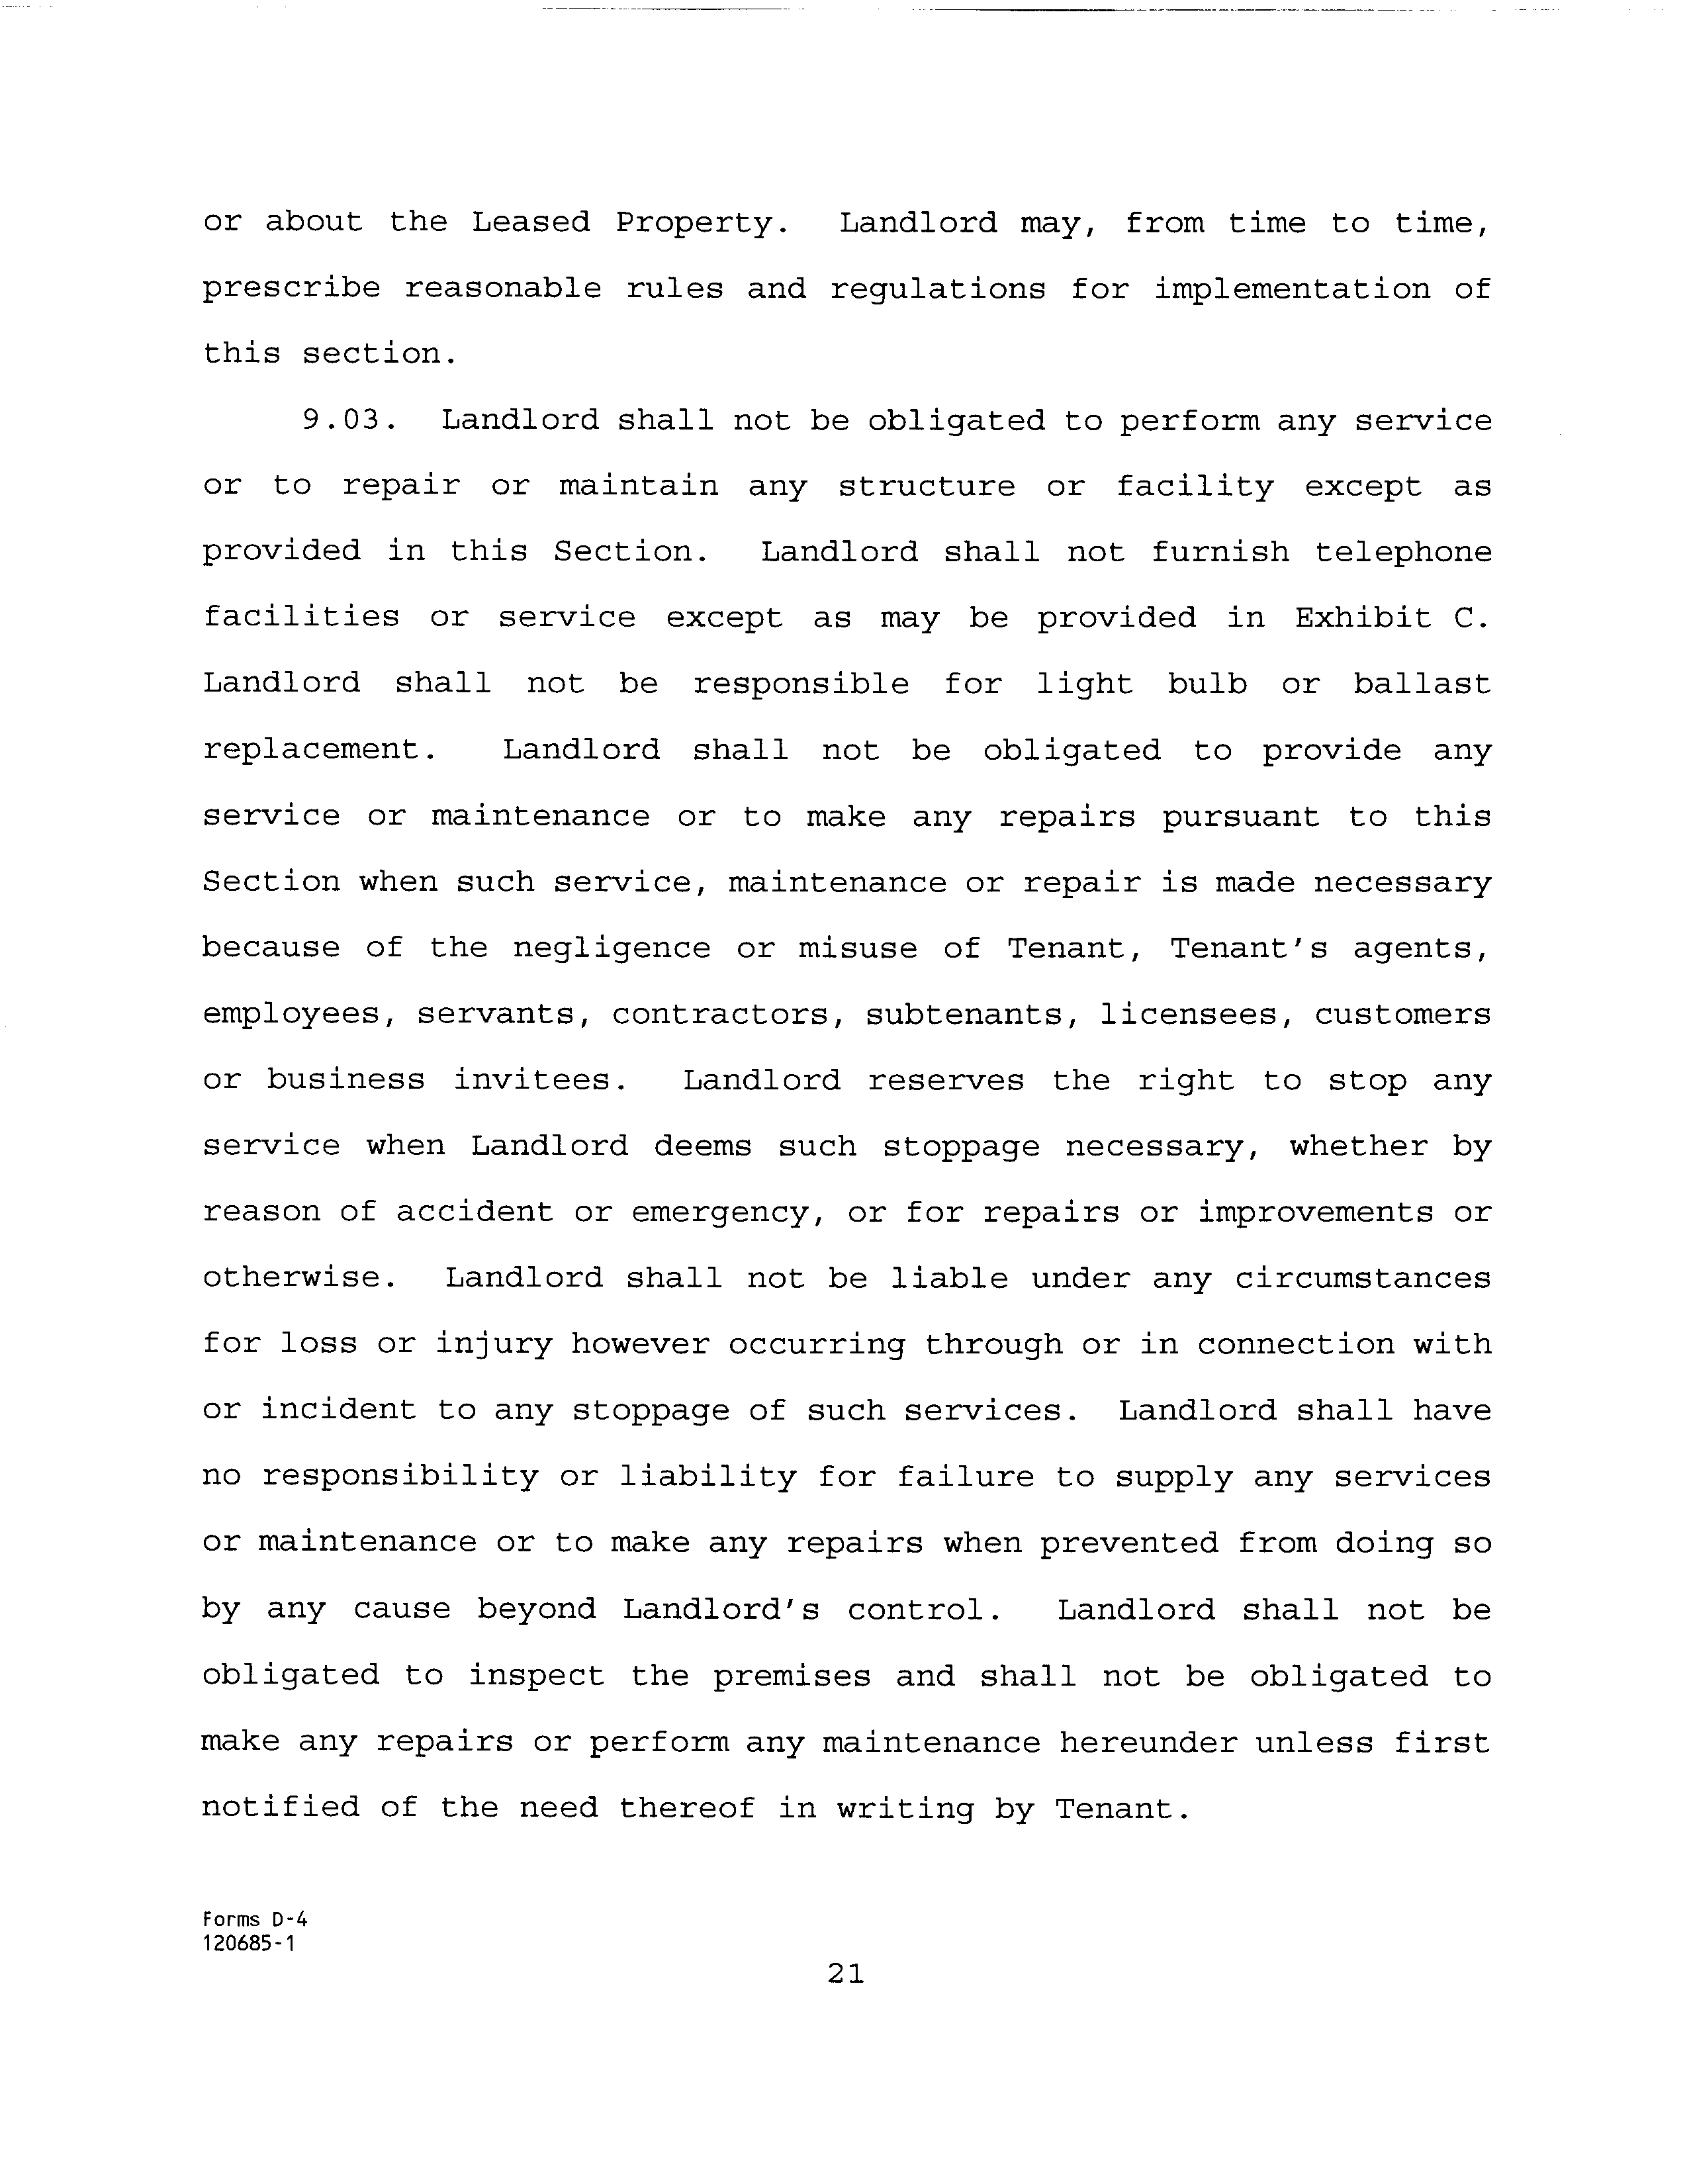 or about the Leased Property. Landlord may, from time to time,
prescribe reasonable rules and regulations for implementation of
this section.
9.03. Landlord shall not be obligated to perform any service
or to repair or maintain any structure or facility except as
provided in this Section. Landlord shall not furnish telephone
facilities or service except as may be provided in Exhibit C.
Landlord shall not be responsible for light bulb or ballast
replacement. Landlord shall not be obligated to provide any
service or maintenance or to make any repairs pursuant to this
Section when such service, maintenance or repair is made necessary
because of the negligence or misuse of Tenant, Tenant's agents,
employees, servants, contractors, subtenants, licensees, customers
or business invitees. Landlord reserves the right to stop any
service when Landlord deems such stoppage necessary, whether by
reason of accident or emergency, or for repairs or improvements or
otherwise. Landlord shall not be liable under any circumstances
for loss or injury however occurring through or in connection with
or incident to any stoppage of such services. Landlord shall have
no responsibility or liability for failure to supply any services
or maintenance or to make any repairs when prevented from doing so
by any cause beyond Landlord's control. Landlord shall not be
obligated to inspect the premises and shall not be obligated to
make any repairs or perform any maintenance hereunder unless first
notified of the need thereof in writing by Tenant.
Forms D-4
120685-1
21